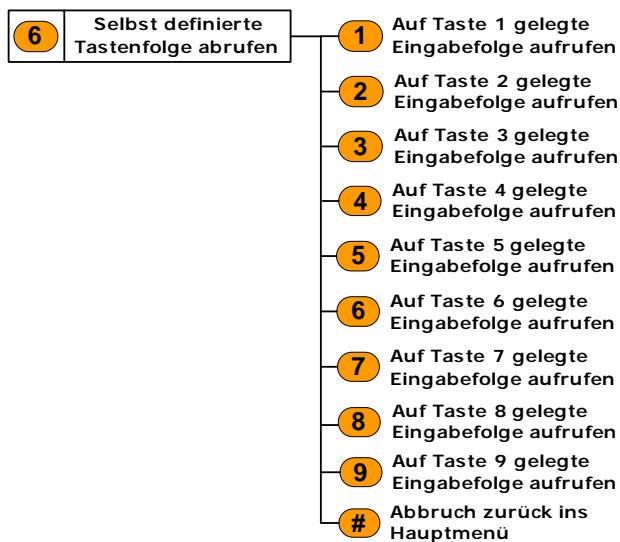 6 Selbst definierte
Tastenfolge abrufen
1 Auf Taste 1 gelegte
Eingabefolge aufrufen
2 Auf Taste 2 gelegte
Eingabefolge aufrufen
3 Auf Taste 3 gelegte
Eingabefolge aufrufen
4 Auf Taste 4 gelegte
Eingabefolge aufrufen
5 Auf Taste 5 gelegte
Eingabefolge aufrufen
6 Auf Taste 6 gelegte
Eingabefolge aufrufen
7 Auf Taste 7 gelegte
Eingabefolge aufrufen
8 Auf Taste 8 gelegte
Eingabefolge aufrufen
9 Auf Taste 9 gelegte
Eingabefolge aufrufen
# Abbruch zurück ins
Hauptmenü